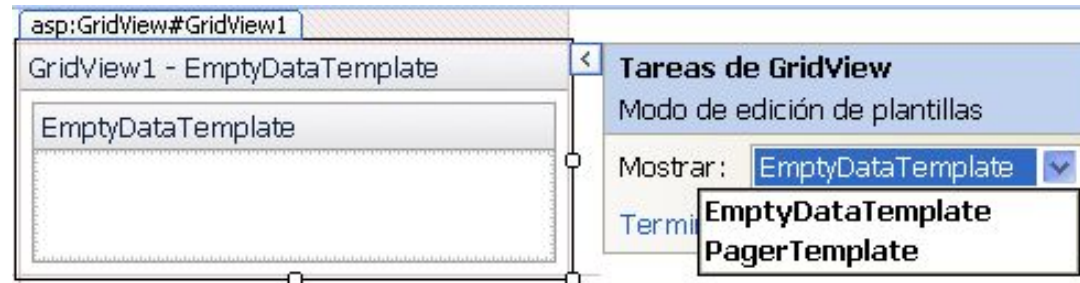 asp:GridView#GridView1
GridView1 - EmptyDataTemplate
EmptyDataTemplate
Tareas de GridView
Modo de edición de plantillas
Mostrar: EmptyDataTemplate
EmptyDataTemplate
PagerTemplate